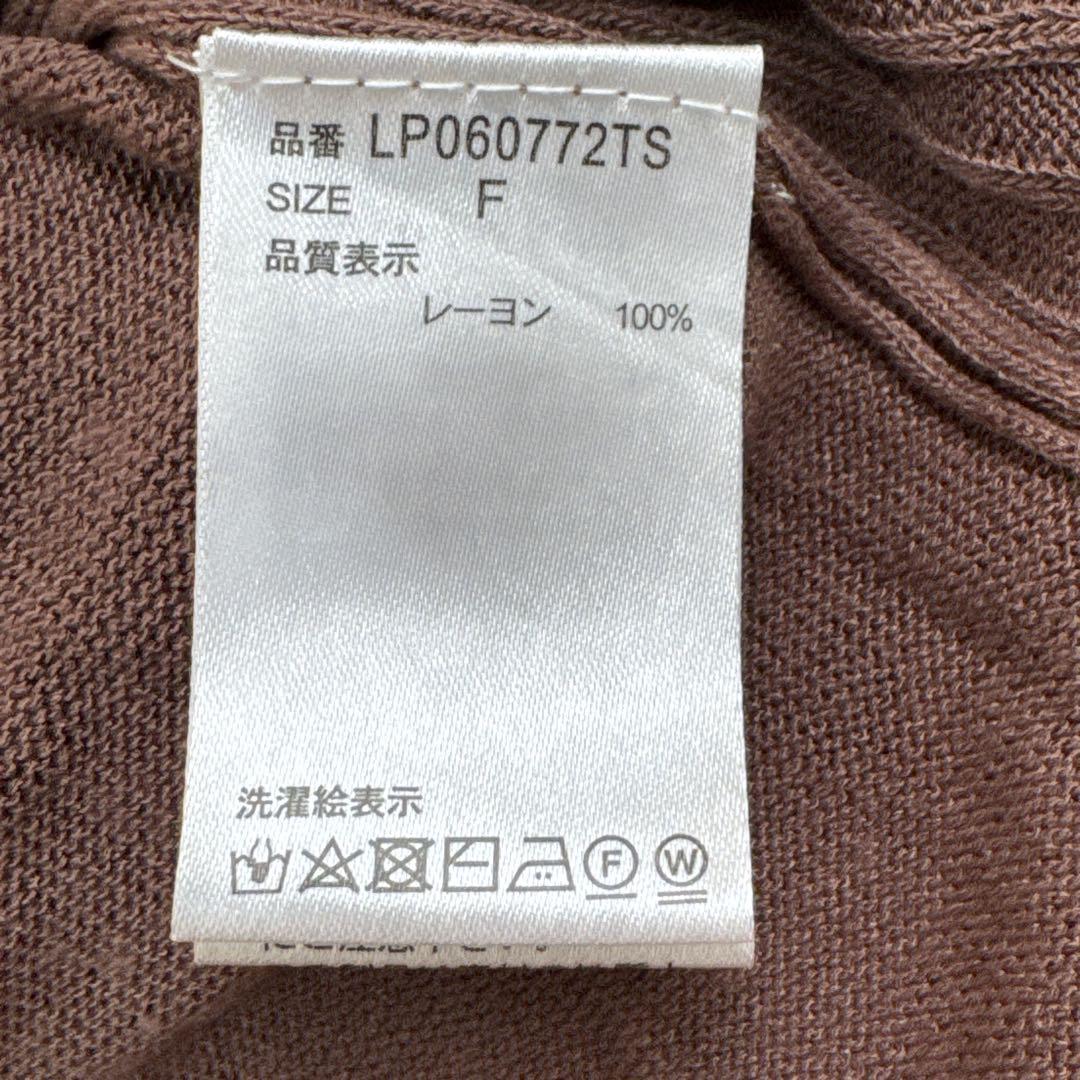 品番 LP060772TS
SIZE F
品質表示
レーヨン 100%
洗濯絵表示
F W